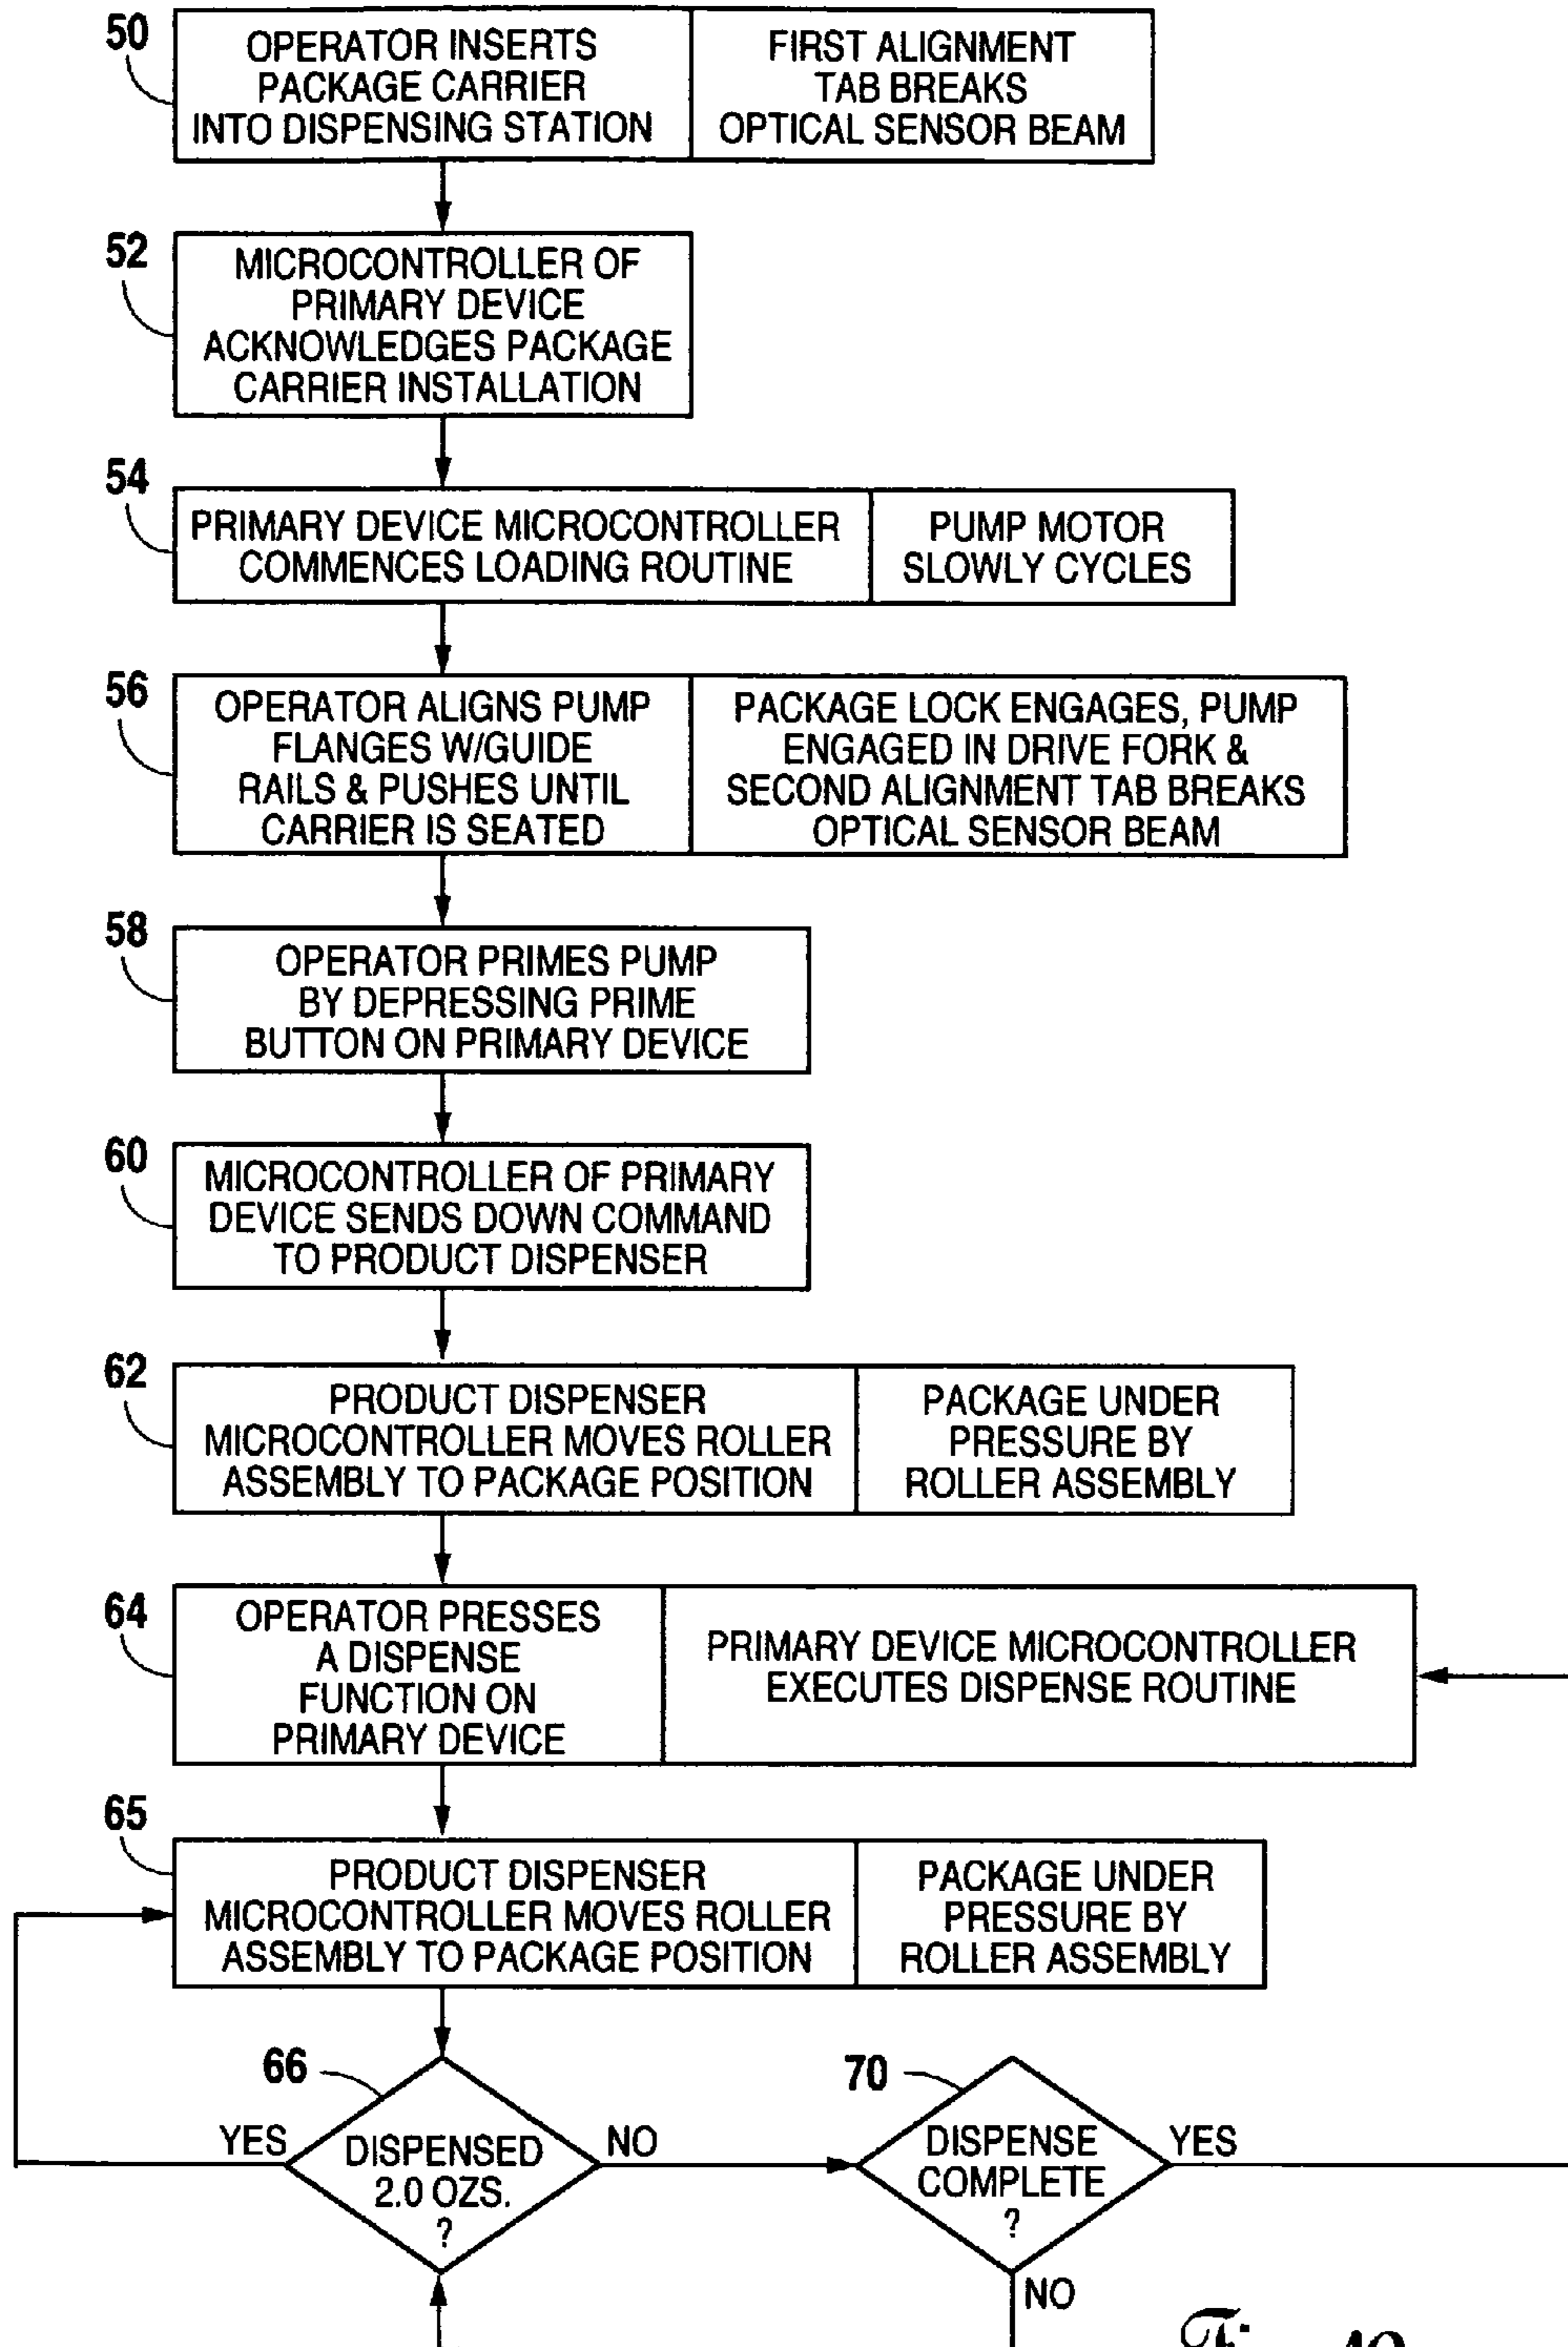 50
OPERATOR INSERTS
PACKAGE CARRIER
INTO DISPENSING STATION
FIRST ALIGNMENT
TAB BREAKS
OPTICAL SENSOR BEAM
52
MICROCONTROLLER OF
PRIMARY DEVICE
ACKNOWLEDGES PACKAGE
CARRIER INSTALLATION
54
PRIMARY DEVICE MICROCONTROLLER
COMMENCES LOADING ROUTINE
PUMP MOTOR
SLOWLY CYCLES
56
OPERATOR ALIGNS PUMP
FLANGES W/GUIDE
RAILS & PUSHES UNTIL
CARRIER IS SEATED
PACKAGE LOCK ENGAGES, PUMP
ENGAGED IN DRIVE FORK &
SECOND ALIGNMENT TAB BREAKS
OPTICAL SENSOR BEAM
58
OPERATOR PRIMES PUMP
BY DEPRESSING PRIME
BUTTON ON PRIMARY DEVICE
60
MICROCONTROLLER OF PRIMARY
DEVICE SENDS DOWN COMMAND
TO PRODUCT DISPENSER
62
PRODUCT DISPENSER
MICROCONTROLLER MOVES ROLLER
ASSEMBLY TO PACKAGE POSITION
PACKAGE UNDER
PRESSURE BY
ROLLER ASSEMBLY
64
OPERATOR PRESSES
A DISPENSE
FUNCTION ON
PRIMARY DEVICE
PRIMARY DEVICE MICROCONTROLLER
EXECUTES DISPENSE ROUTINE
65
PRODUCT DISPENSER
MICROCONTROLLER MOVES ROLLER
ASSEMBLY TO PACKAGE POSITION
PACKAGE UNDER
PRESSURE BY
ROLLER ASSEMBLY
66
YES
DISPENSED
2.0 OZS.
?
NO
70
DISPENSE
COMPLETE
?
YES
NO